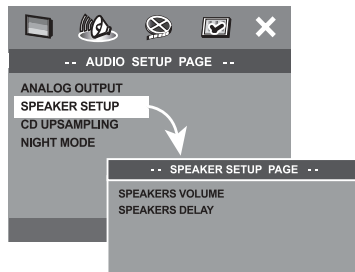 -- AUDIO SETUP PAGE --
ANALOG OUTPUT
SPEAKER SETUP
CD UPSAMPLING
NIGHT MODE
-- SPEAKER SETUP PAGE --
SPEAKERS VOLUME
SPEAKERS DELAY